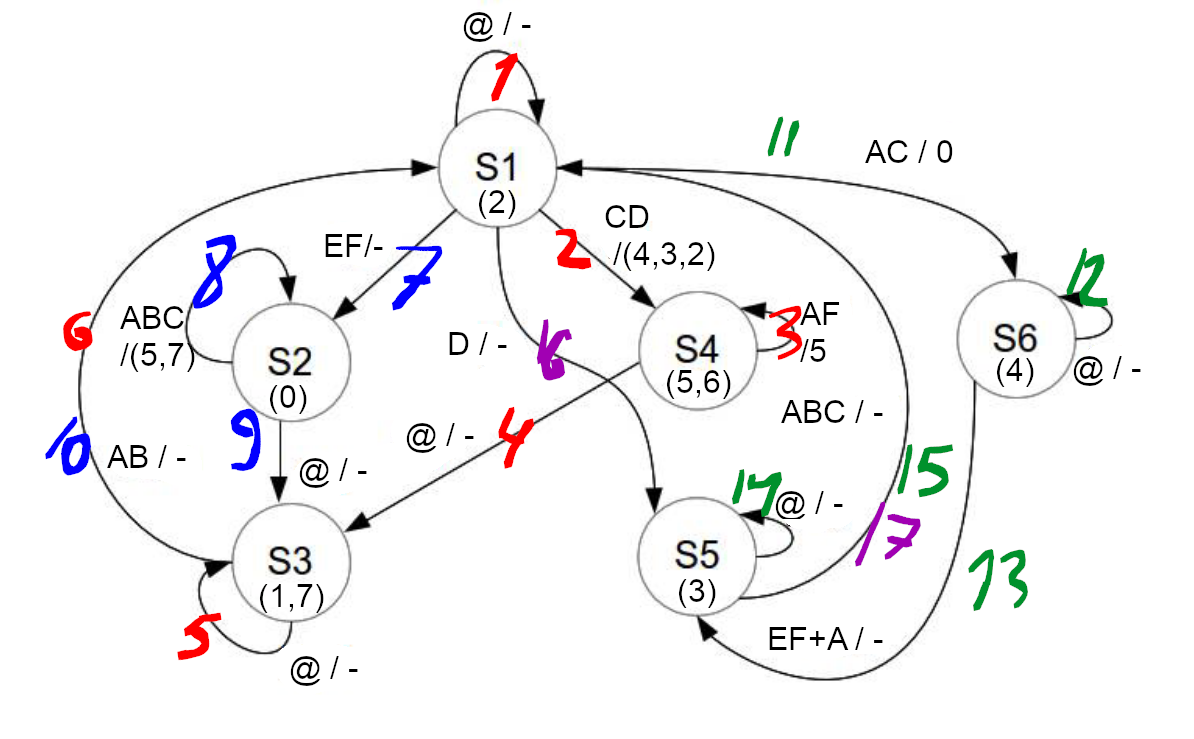 @ / -
1
S1
(2)
11
AC / 0
CD
/(4,3,2)
2
EF/-
7
8
ABC
/(5,7)
S2
(0)
6
D / -
16
S4
(5,6)
AF
/5
3
S6
(4)
12
@ / -
ABC / -
9
10
AB / -
@ / -
@ / -
4
15
14
@ / -
17
S3
(1,7)
S5
(3)
13
5
@ / -
EF+A / -